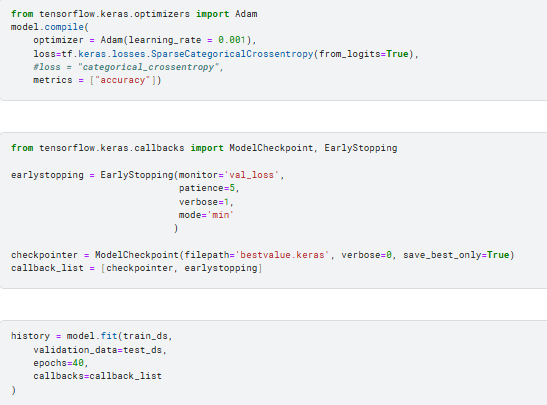 from tensorflow.keras.optimizers import Adam
model.compile(
    optimizer = Adam(learning_rate = 0.001),
    loss=tf.keras.losses.SparseCategoricalCrossentropy(from_logits=True),
    #loss = "categorical_crossentropy",
    metrics = ["accuracy"])
from tensorflow.keras.callbacks import ModelCheckpoint, EarlyStopping
earlystopping = EarlyStopping(monitor='val_loss',
                              patience=5,
                              verbose=1,
                              mode='min'
                             )
checkpointer = ModelCheckpoint(filepath='bestvalue.keras', verbose=0, save_best_only=True)
callback_list = [checkpointer, earlystopping]
history = model.fit(train_ds,
    validation_data=test_ds,
    epochs=40,
    callbacks=callback_list
)